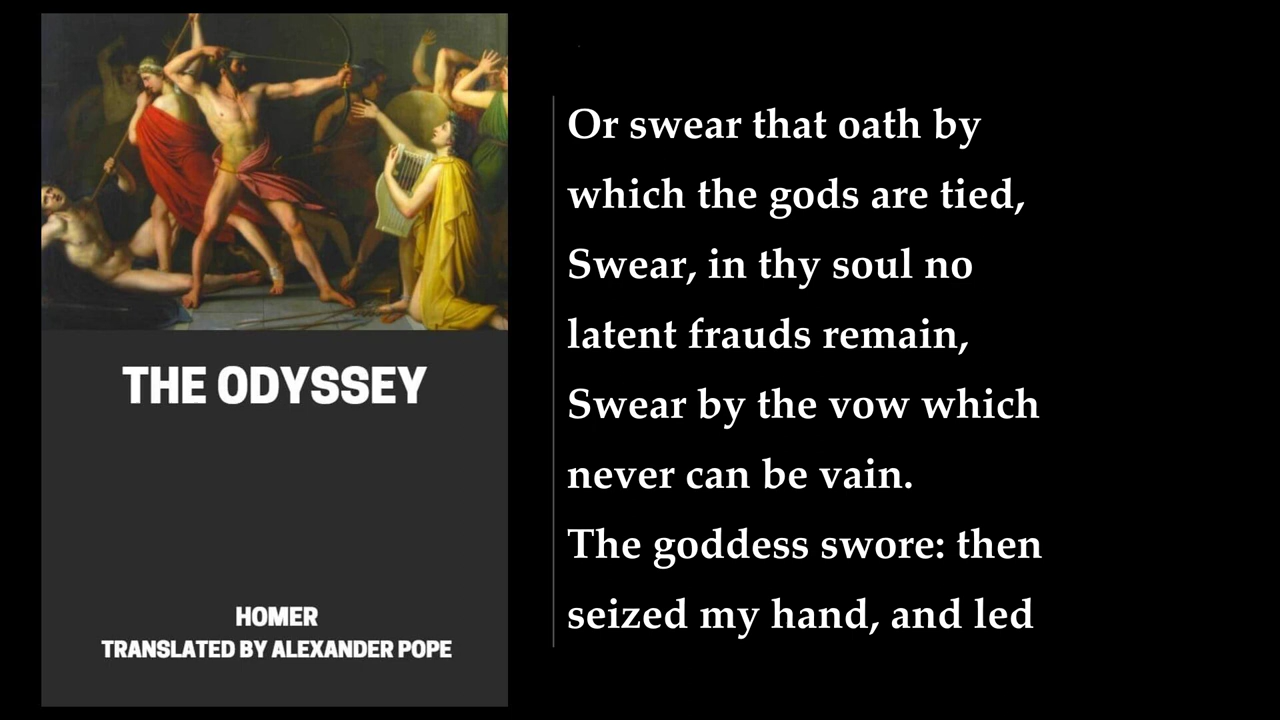 THE ODYSSEY
HOMER
TRANSLATED BY ALEXANDER POPE
Or swear that oath by
which the gods are tied,
Swear, in thy soul no
latent frauds remain,
Swear by the vow which
never can be vain.
The goddess swore: then
seized my hand, and led